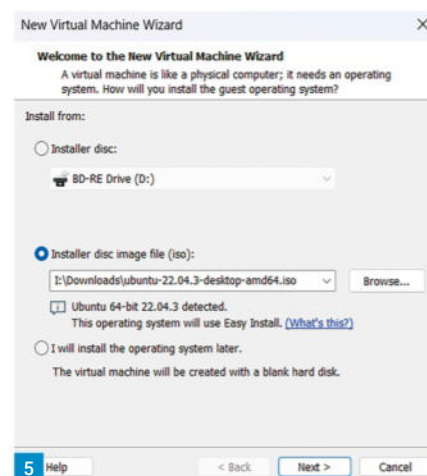 New Virtual Machine Wizard
Welcome to the New Virtual Machine Wizard
A virtual machine is like a physical computer; it needs an operating
system. How will you install the guest operating system?
Install from:
Installer disc:
BD-RE Drive (D:)
Installer disc image file (iso):
I:\Downloads\ubuntu-22.04.3-desktop-amd64.iso
Browse...
Ubuntu 64-bit 22.04.3 detected.
This operating system will use Easy Install. (What's this?)
I will install the operating system later.
The virtual machine will be created with a blank hard disk.
5 Help < Back Next > Cancel